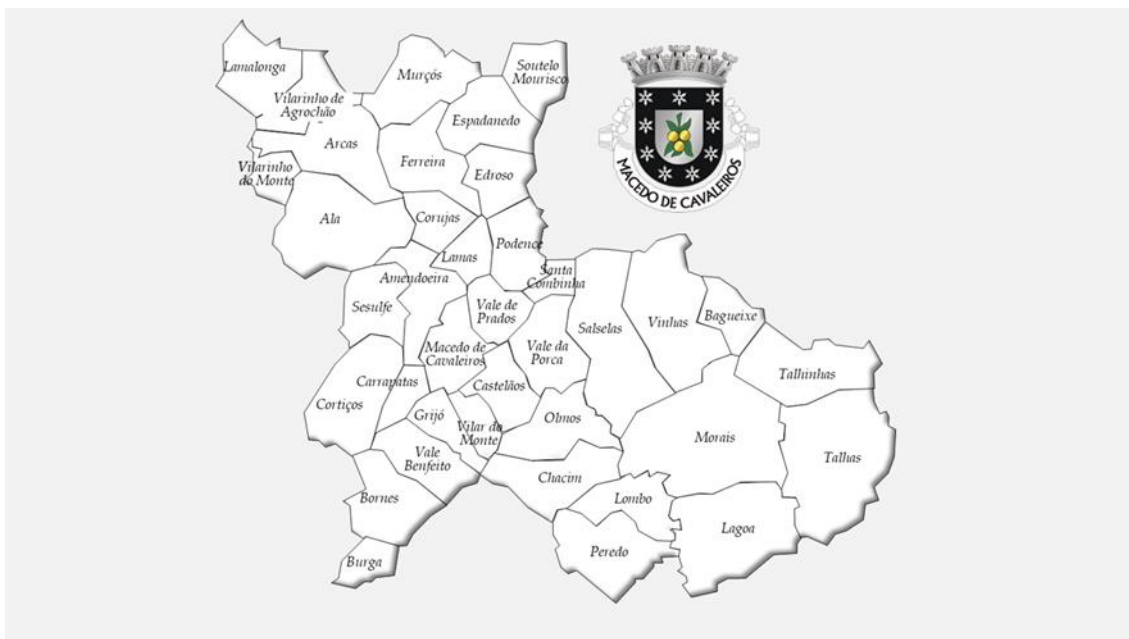 Lamalonga
Murçós
Soutelo
Mourisco
Vilarinho de
Agrochão
Espadanedo
Arcas
Ferreira
Vilarinho
do Monte
Edroso
Ala
Corujas
Podence
Lamas
Santa
Combinha
Amendoeira
Sesulfe
Vale de
Prados
Salselas
Vinhas
Bagueixe
Macedo de
Cavaleiros
Vale da
Porca
Talhinhas
Carrapatas
Castelãos
Cortiços
Grijó
Olmos
Vilar do
Monte
Morais
Vale
Benfeito
Talhas
Chacim
Bornes
Lombo
Lagoa
Peredo
Burga
MACEDO DE CAVALEIROS